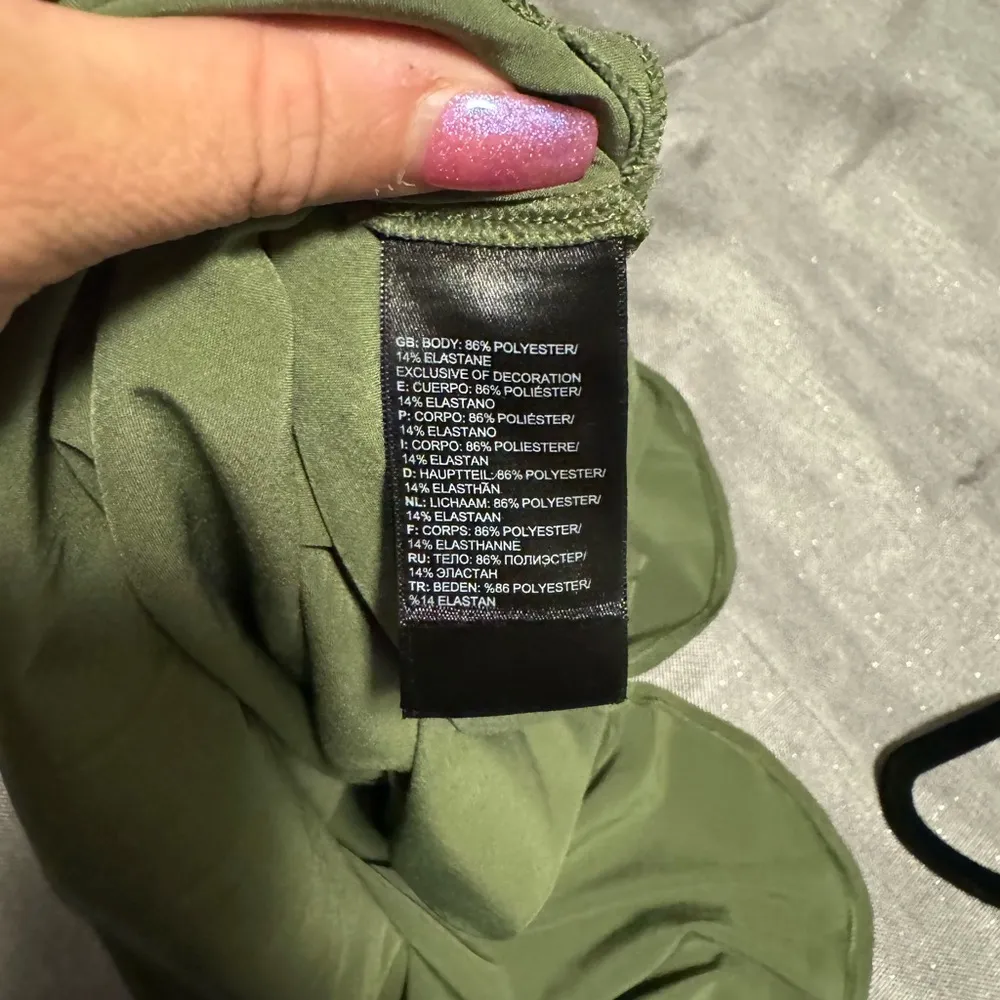 GB: BODY: 86% POLYESTER/
14% ELASTANE
EXCLUSIVE OF DECORATION
E: CUERPO: 86% POLIÉSTER/
14% ELASTANO
P: CORPO: 86% POLIÉSTER/
14% ELASTANO
I: CORPO: 86% POLIESTERE/
14% ELASTAN
D: HAUPTTEIL: 86% POLYESTER/
14% ELASTHAN
NL: LICHAAM: 86% POLYESTER/
14% ELASTAAN
F: CORPS: 86% POLYESTER/
14% ELASTHANNE
RU: ТЕЛО: 86% ПОЛИЭСТЕР/
14% ЭЛАСТАН
TR: BEDEN: %86 POLYESTER/
%14 ELASTAN